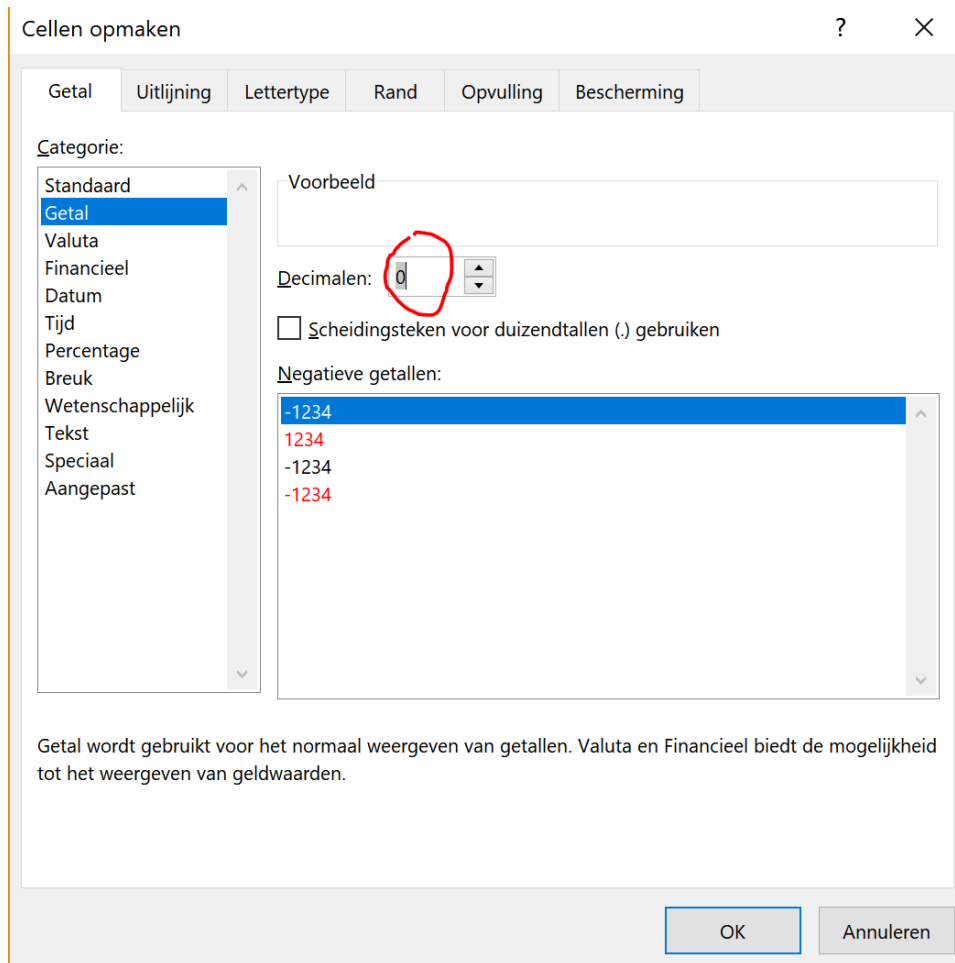 Cellen opmaken
?
Getal
Uitlijning
Lettertype
Rand
Opvulling
Bescherming
Categorie:
Standaard
Getal
Valuta
Financieel
Datum
Tijd
Percentage
Breuk
Wetenschappelijk
Tekst
Speciaal
Aangepast
Voorbeeld
Decimalen: 0
Scheidingsteken voor duizendtallen (.) gebruiken
Negatieve getallen:
-1234
1234
-1234
-1234
Getal wordt gebruikt voor het normaal weergeven van getallen. Valuta en Financieel biedt de mogelijkheid
tot het weergeven van geldwaarden.
OK
Annuleren